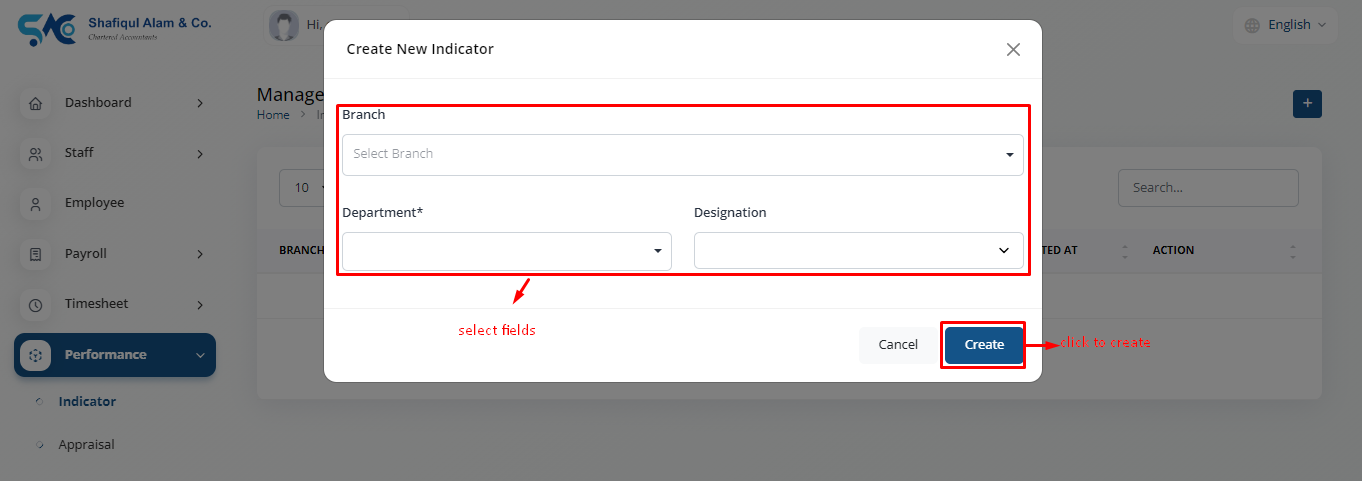 Shafiqul Alam & Co.
Chartered Accountants
Hi,
English
Create New Indicator
Dashboard
Staff
Employee
Payroll
Timesheet
Performance
Indicator
Appraisal
Manage
Home
+
10
Search...
BRANCH
TED AT
ACTION
Branch
Select Branch
Department*
Designation
select fields
Cancel
Create
click to create